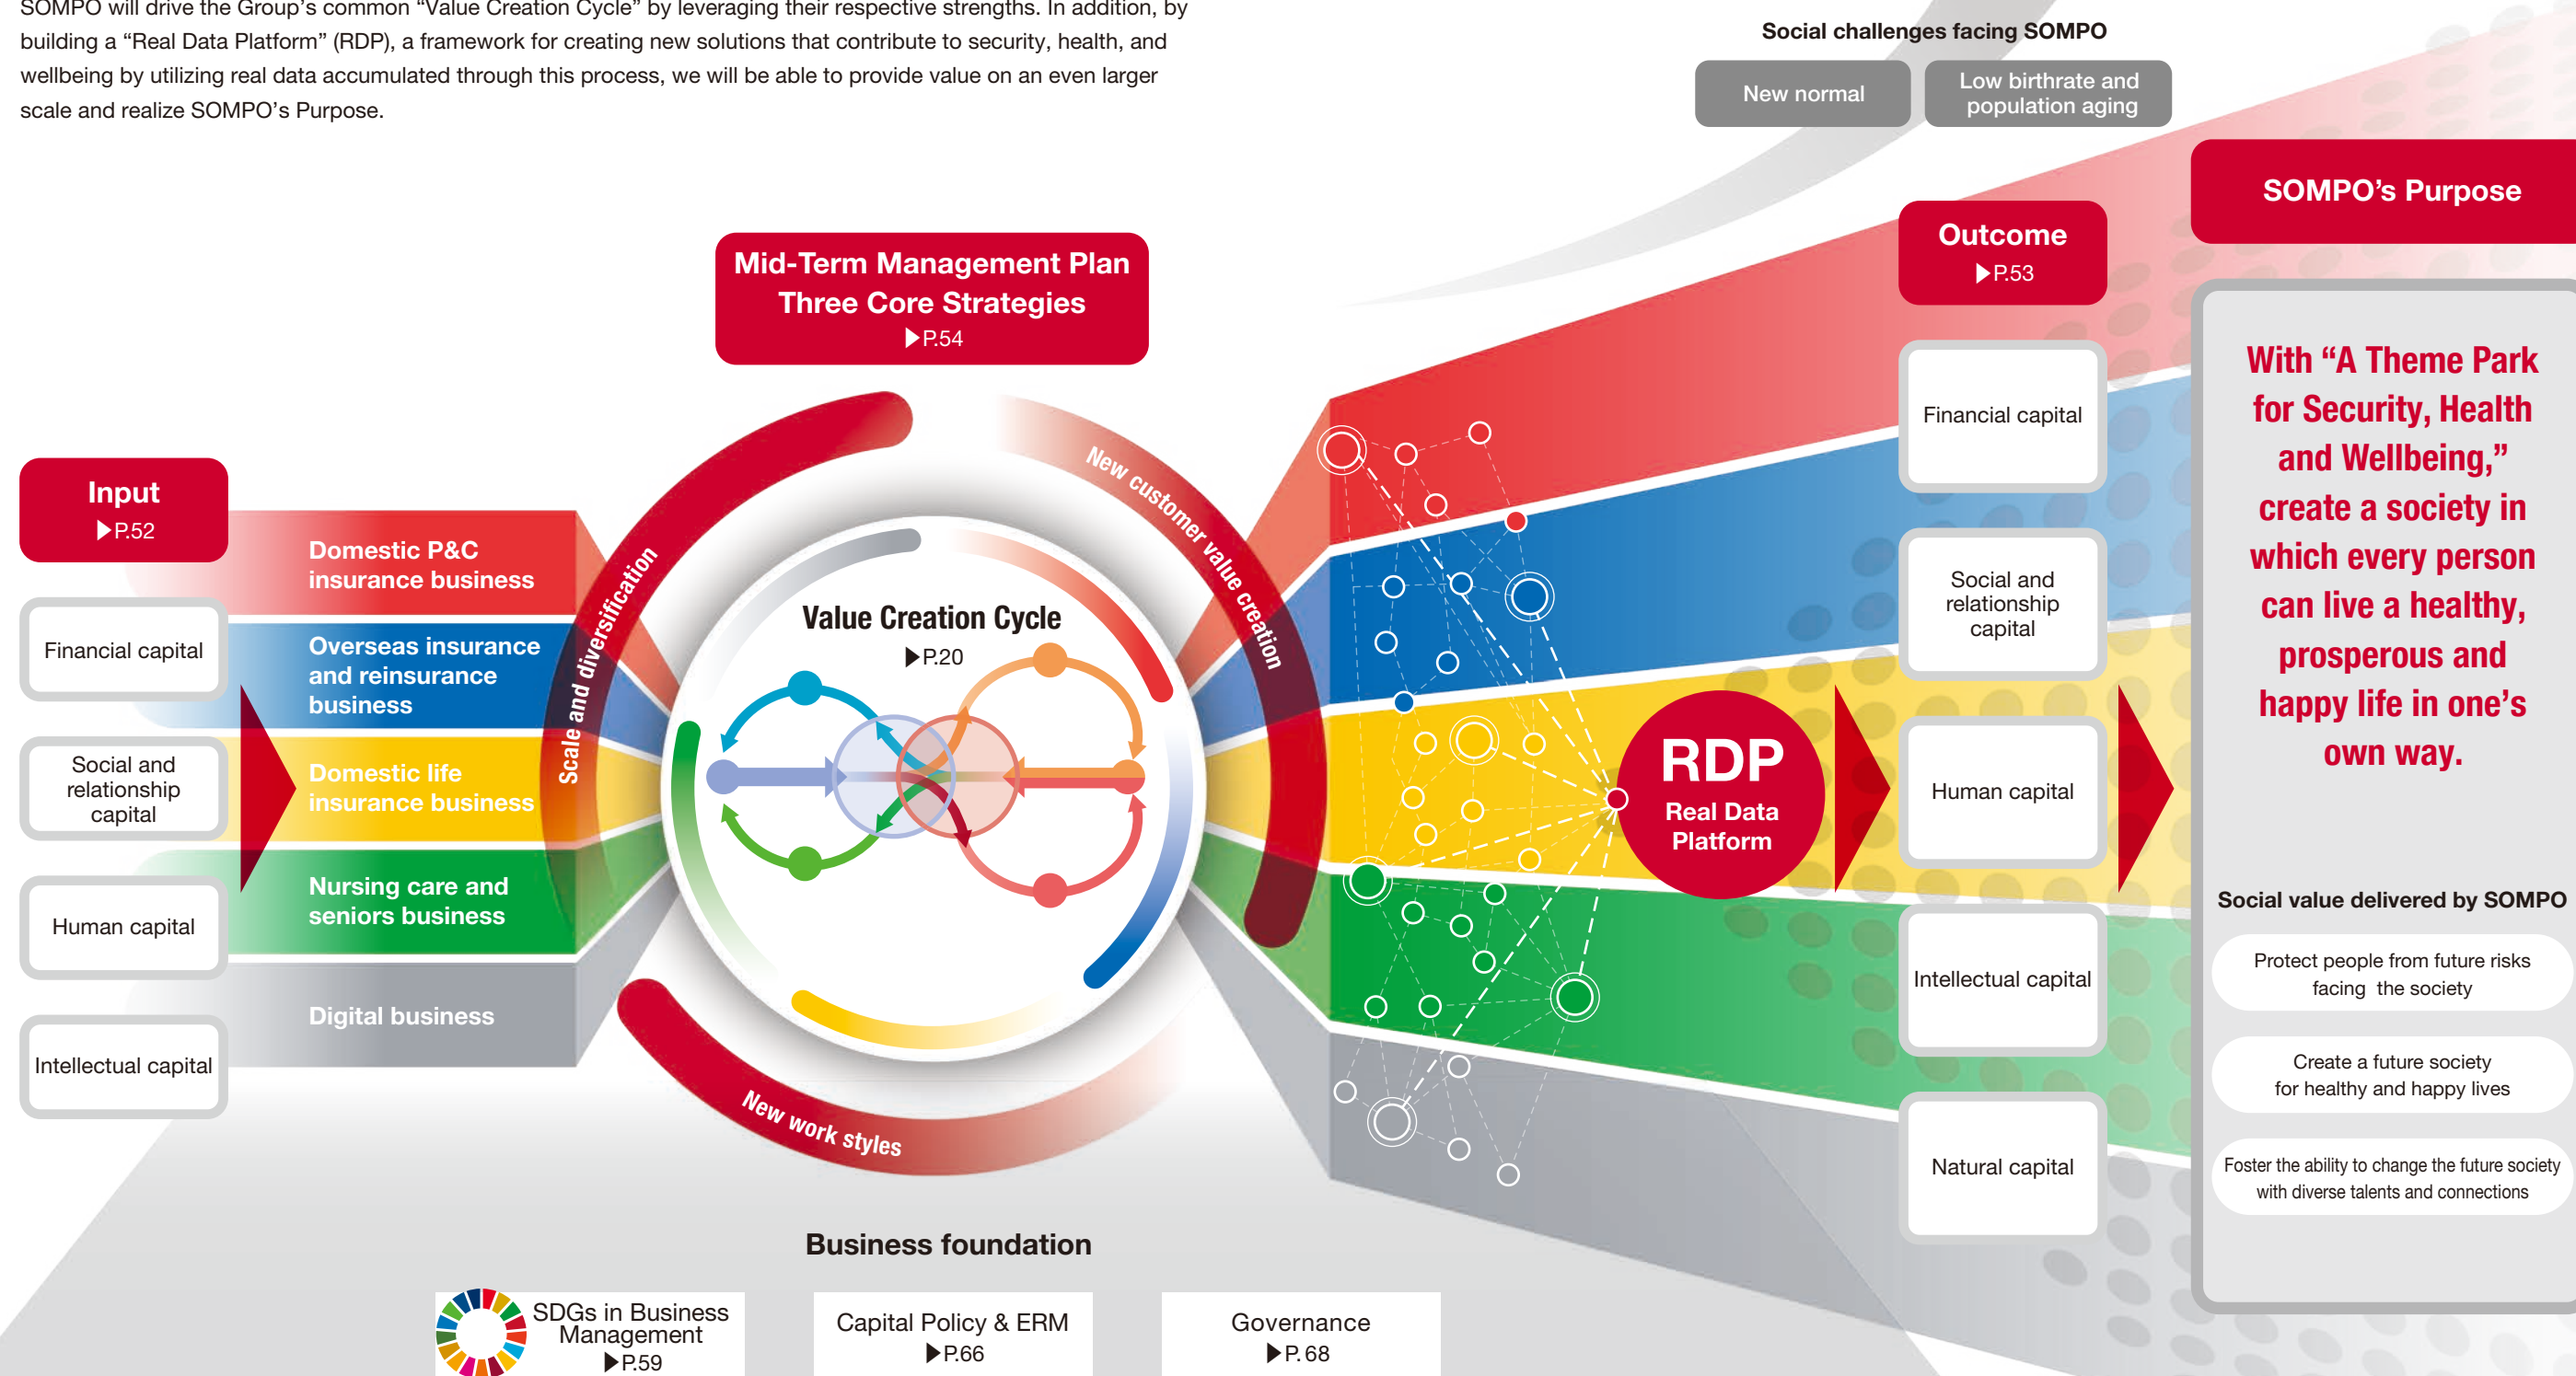 SOMPO will drive the Group's common “Value Creation Cycle” by leveraging their respective strengths. In addition, by
building a “Real Data Platform” (RDP), a framework for creating new solutions that contribute to security, health, and
wellbeing by utilizing real data accumulated through this process, we will be able to provide value on an even larger
scale and realize SOMPO’s Purpose.
Social challenges facing SOMPO
New normal
Low birthrate and
population aging
Mid-Term Management Plan
Three Core Strategies
▶P.54
Input
▶P.52
Financial capital
Social and
relationship
capital
Human capital
Intellectual capital
Domestic P&C
insurance business
Overseas insurance
and reinsurance
business
Domestic life
insurance business
Nursing care and
seniors business
Digital business
Scale and diversification
New customer value creation
New work styles
Value Creation Cycle
▶P.20
RDP
Real Data
Platform
Outcome
▶P.53
Financial capital
Social and
relationship
capital
Human capital
Intellectual capital
Natural capital
SOMPO’s Purpose
With “A Theme Park
for Security, Health
and Wellbeing,”
create a society in
which every person
can live a healthy,
prosperous and
happy life in one’s
own way.
Social value delivered by SOMPO
Protect people from future risks
facing the society
Create a future society
for healthy and happy lives
Foster the ability to change the future society
with diverse talents and connections
Business foundation
SDGs in Business
Management
▶P.59
Capital Policy & ERM
▶P.66
Governance
▶P. 68